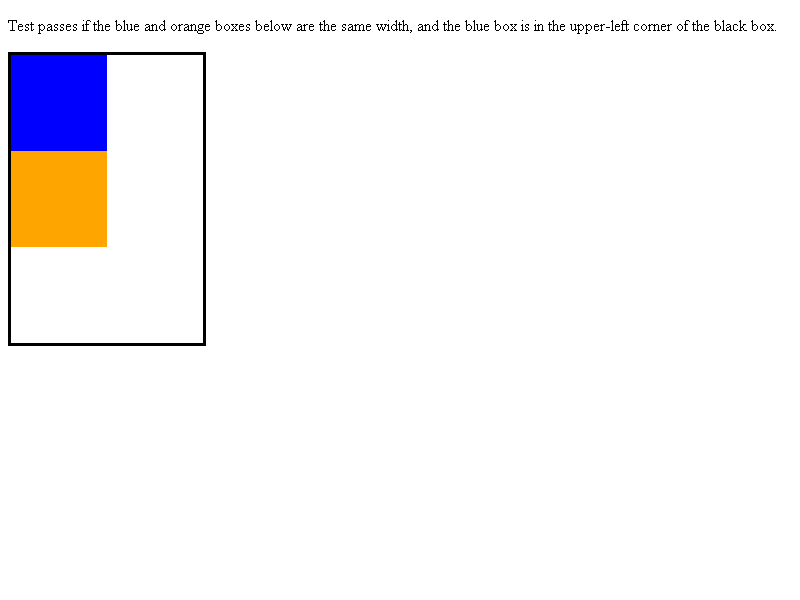 Test passes if the blue and orange boxes below are the same width, and the blue box is in the upper-left corner of the black box.